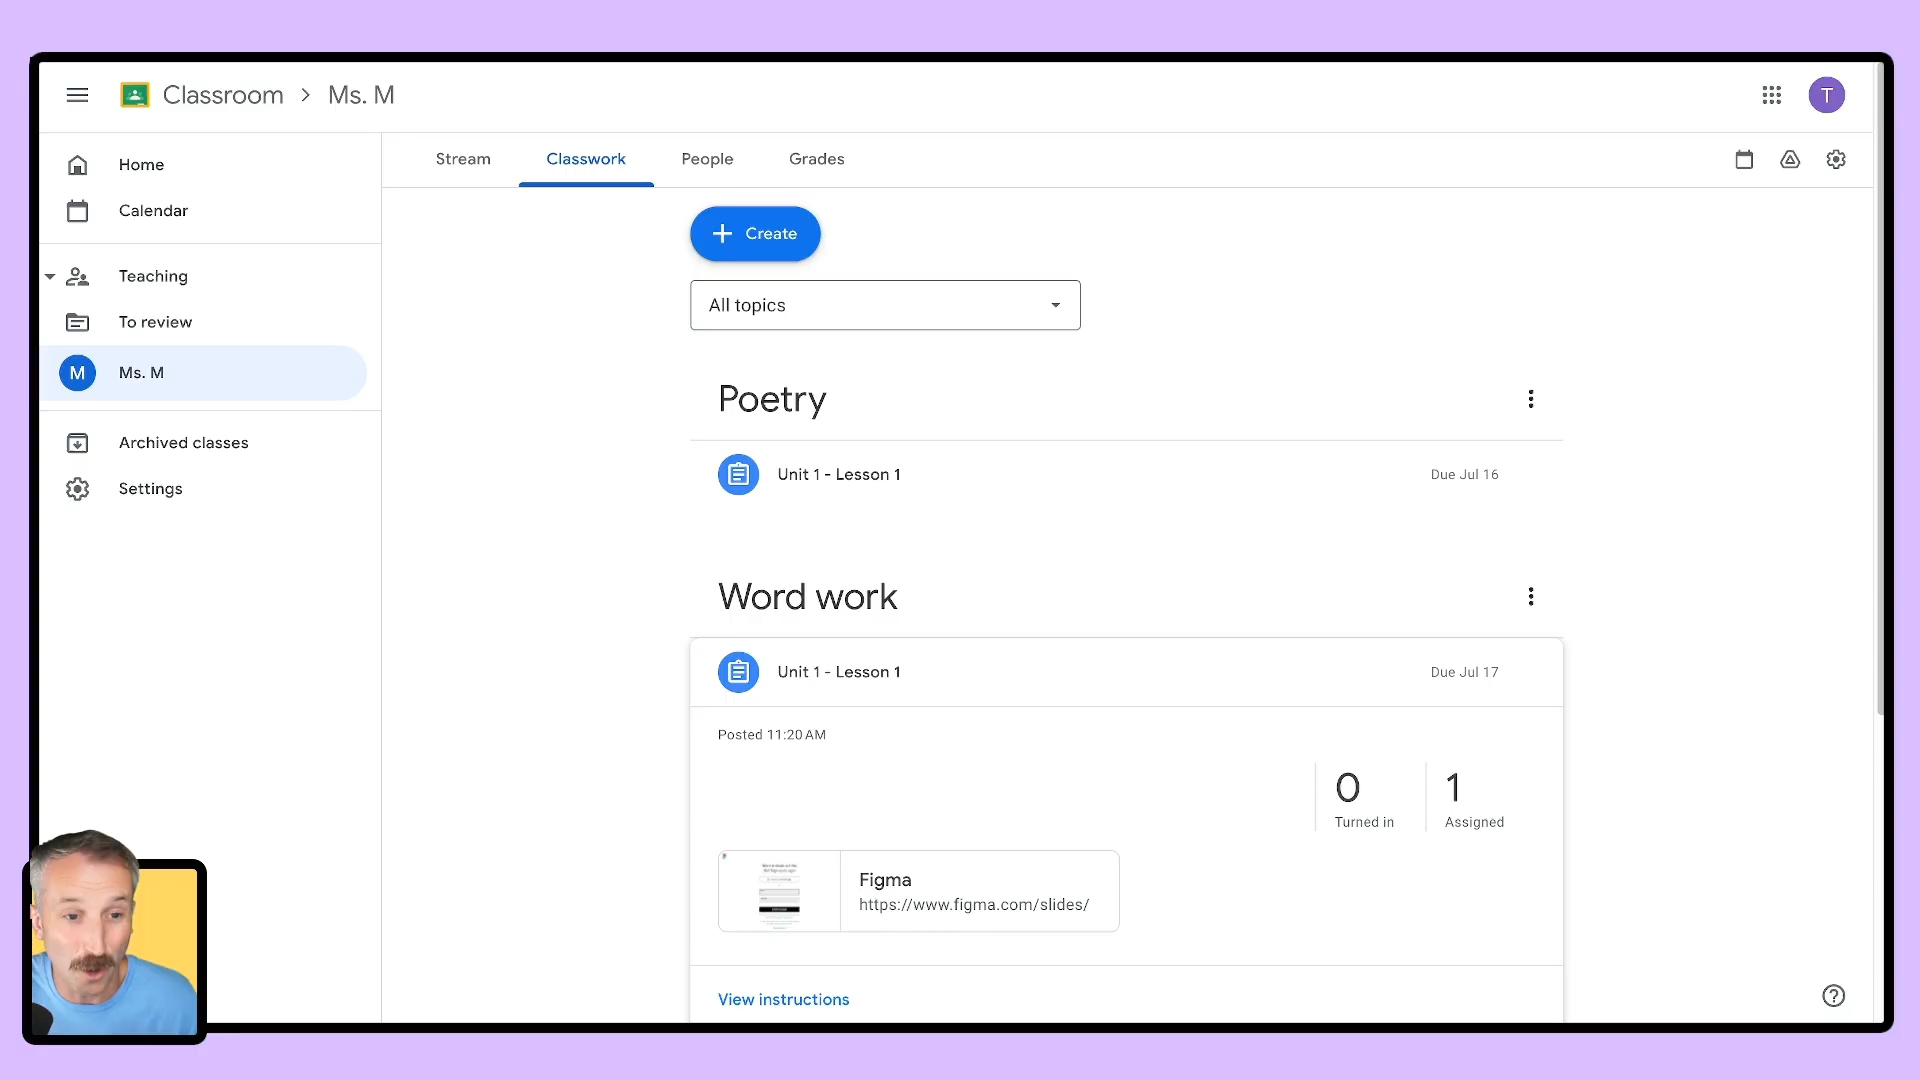 Classroom > Ms. M
T
Home
Calendar
Teaching
To review
M Ms. M
Archived classes
Settings
Stream Classwork People Grades
+ Create
All topics
Poetry
Unit 1 - Lesson 1 Due Jul 16
Word work
Unit 1 - Lesson 1 Due Jul 17
Posted 11:20 AM
0 1
Turned in Assigned
Figma
https://www.figma.com/slides/
View instructions